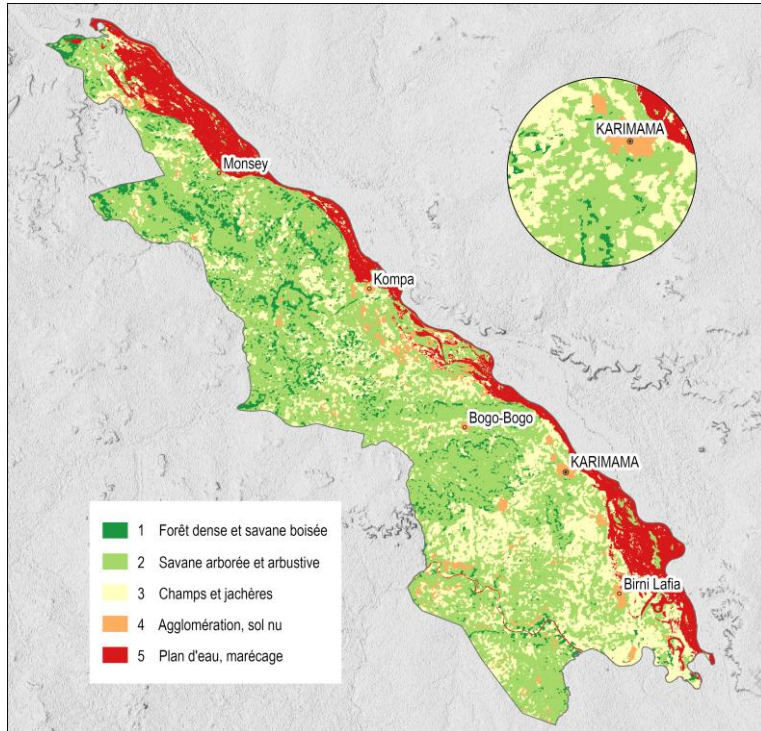 KARIMAMA
Monsey
Kompa
Bogo-Bogo
KARIMAMA
Birni Lafia
1 Forêt dense et savane boisée
2 Savane arborée et arbustive
3 Champs et jachères
4 Agglomération, sol nu
5 Plan d'eau, marécage